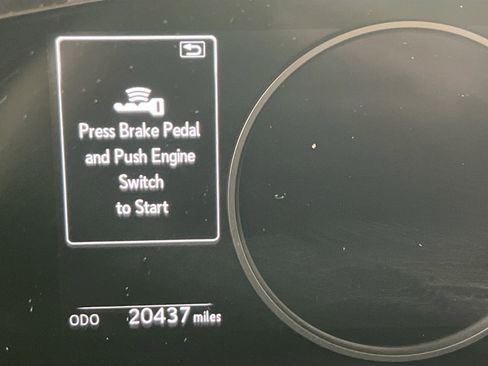 Press Brake Pedal
and Push Engine
Switch
to Start
ODO 20437 miles